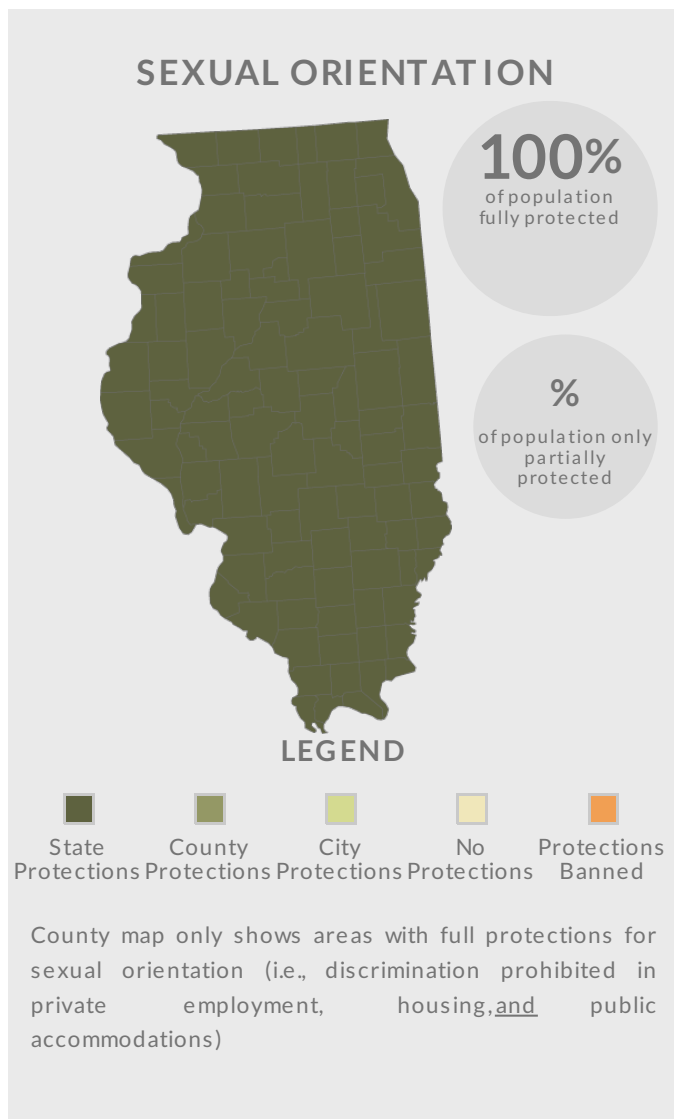 SEXUAL ORIENTATION
100%
of population
fully protected
%
of population only
partially
protected
LEGEND
State
Protections
County
Protections
City
Protections
No
Protections
Protections
Banned
County map only shows areas with full protections for
sexual orientation (i.e., discrimination prohibited in
private employment, housing, and public
accommodations)